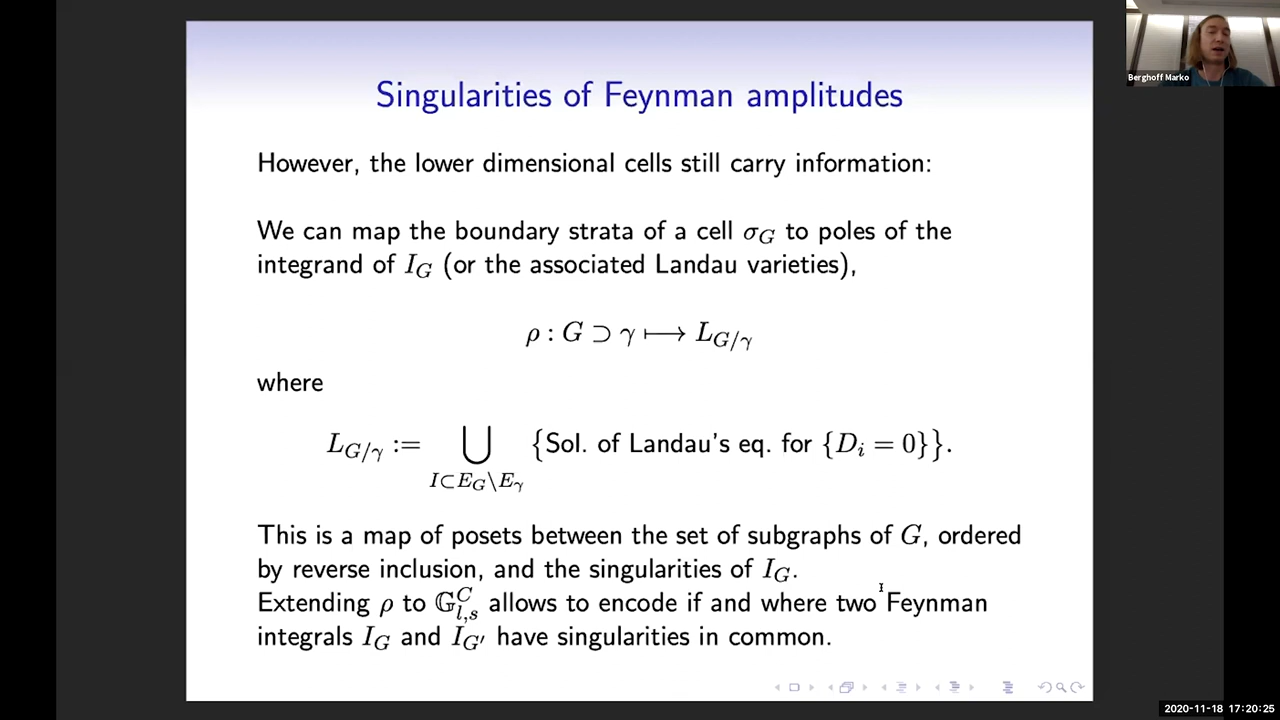 Singularities of Feynman amplitudes
Berghoff Marko
However, the lower dimensional cells still carry information:
We can map the boundary strata of a cell σ_G to poles of the
integrand of I_G (or the associated Landau varieties),
ρ : G ⊃ γ ⟼ L_{G/γ}
where
L_{G/γ} := ⋃_{I⊂E_G\E_γ} {Sol. of Landau's eq. for {D_i = 0}}.
This is a map of posets between the set of subgraphs of G, ordered
by reverse inclusion, and the singularities of I_G.
Extending ρ to 𝔾^C_{l,s} allows to encode if and where two Feynman
integrals I_G and I_{G′} have singularities in common.
2020-11-18 17:20:25